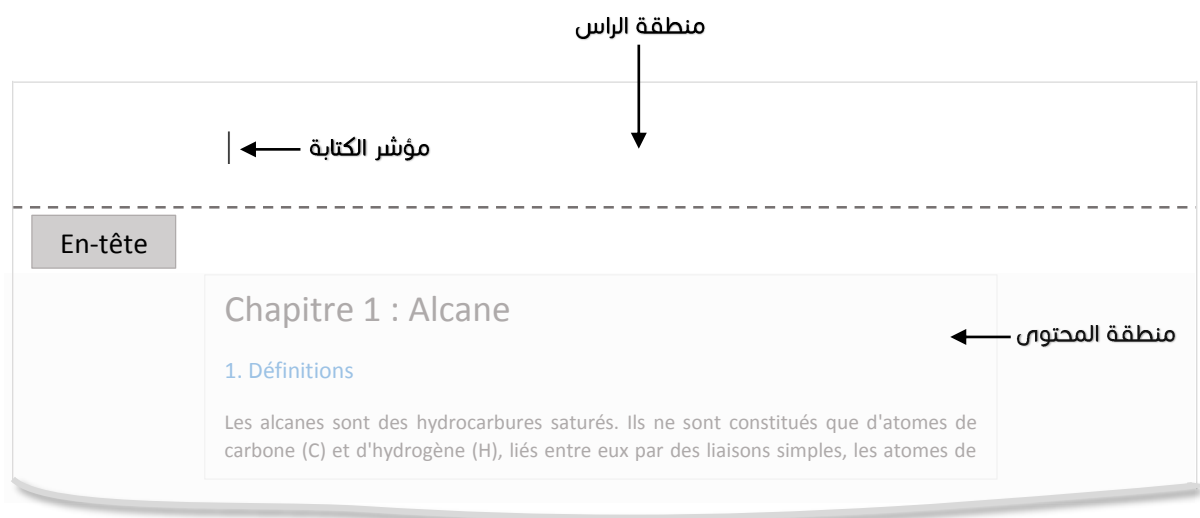 منطقة الراس
مؤشر الكتابة
En-tête
Chapitre 1 : Alcane
منطقة المحتوى
1. Définitions
Les alcanes sont des hydrocarbures saturés. Ils ne sont constitués que d'atomes de
carbone (C) et d'hydrogène (H), liés entre eux par des liaisons simples, les atomes de